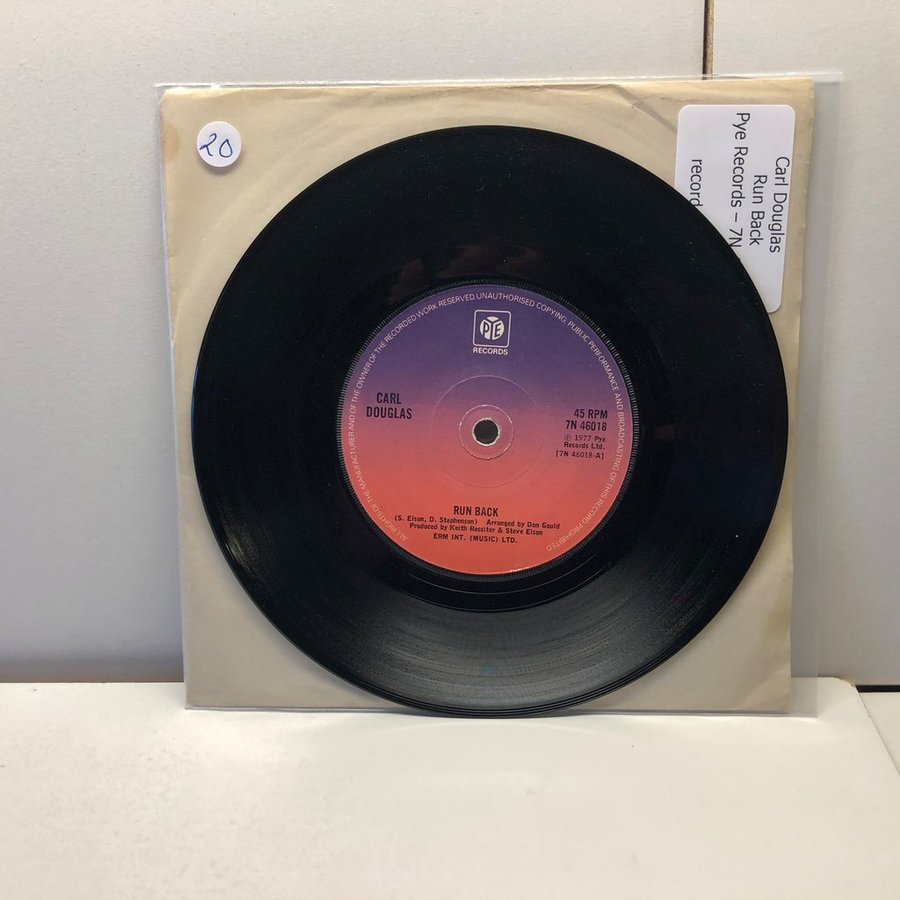 20
Carl Douglas
Run Back
Pye Records – 7N
record
ALL RIGHTS OF THE MANUFACTURER AND OF THE OWNER OF THE RECORDED WORK RESERVED. UNAUTHORISED COPYING, PUBLIC PERFORMANCE AND BROADCASTING OF THIS RECORD PROHIBITED
PYE
RECORDS
CARL
DOUGLAS
45 RPM
7N 46018
℗ 1977 Pye
Records Ltd.
[7N 46018-A]
RUN BACK
(S. Elson, D. Stephenson) Arranged by Don Gould
Produced by Keith Rossiter & Steve Elson
ERM INT. (MUSIC) LTD.